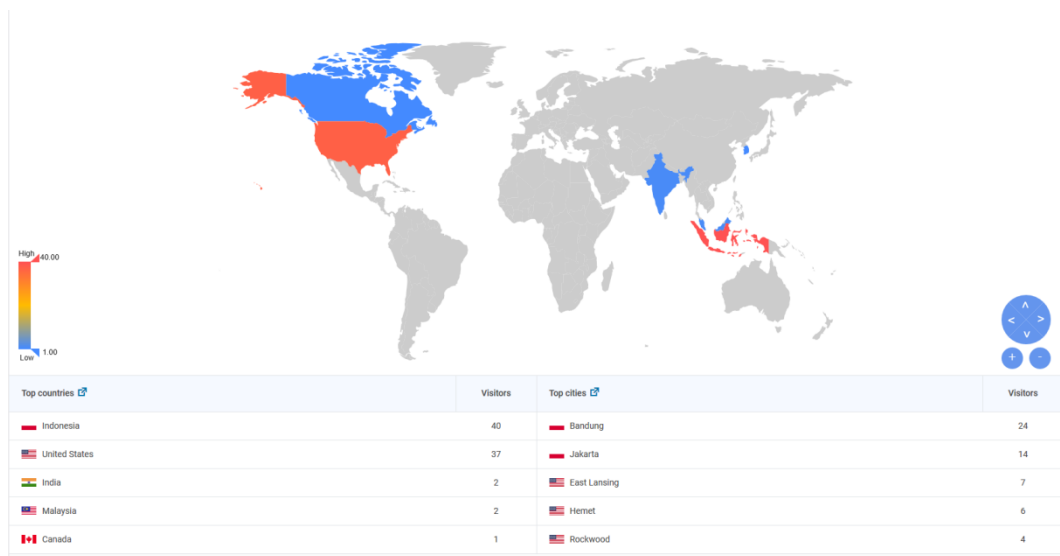 High
40.00
1.00
Low
Top countries Visitors Top cities Visitors
Indonesia 40 Bandung 24
United States 37 Jakarta 14
India 2 East Lansing 7
Malaysia 2 Hemet 6
Canada 1 Rockwood 4